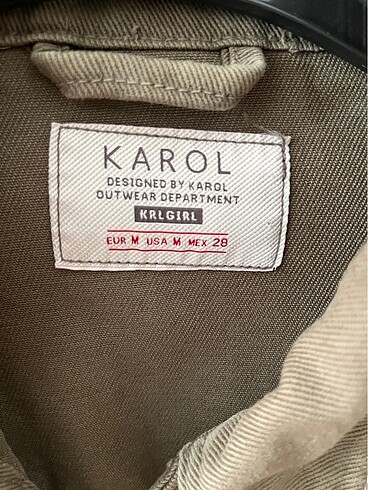 KAROL
DESIGNED BY KAROL
OUTWEAR DEPARTMENT
KRLGIRL
EUR M USA M MEX 28